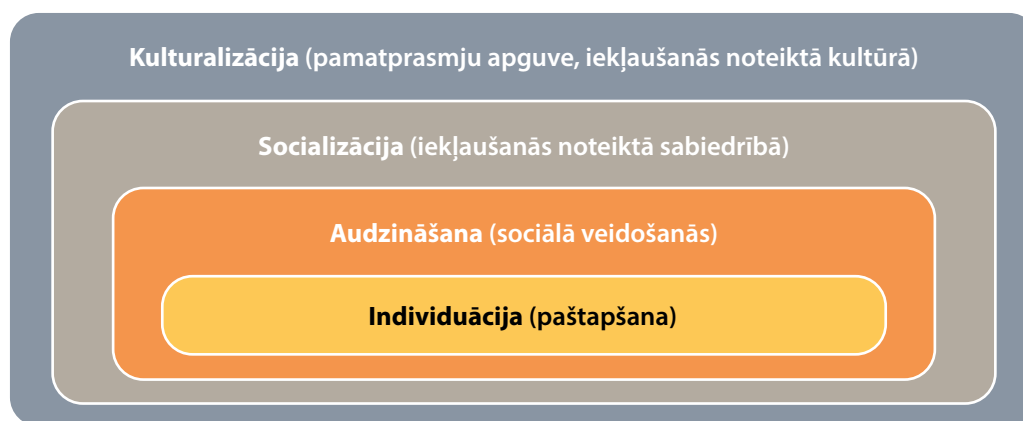 Kulturalizācija (pamatprasmju apguve, iekļaušanās noteiktā kultūrā)
Socializācija (iekļaušanās noteiktā sabiedrībā)
Audzināšana (sociālā veidošanās)
Individuācija (paštapšana)